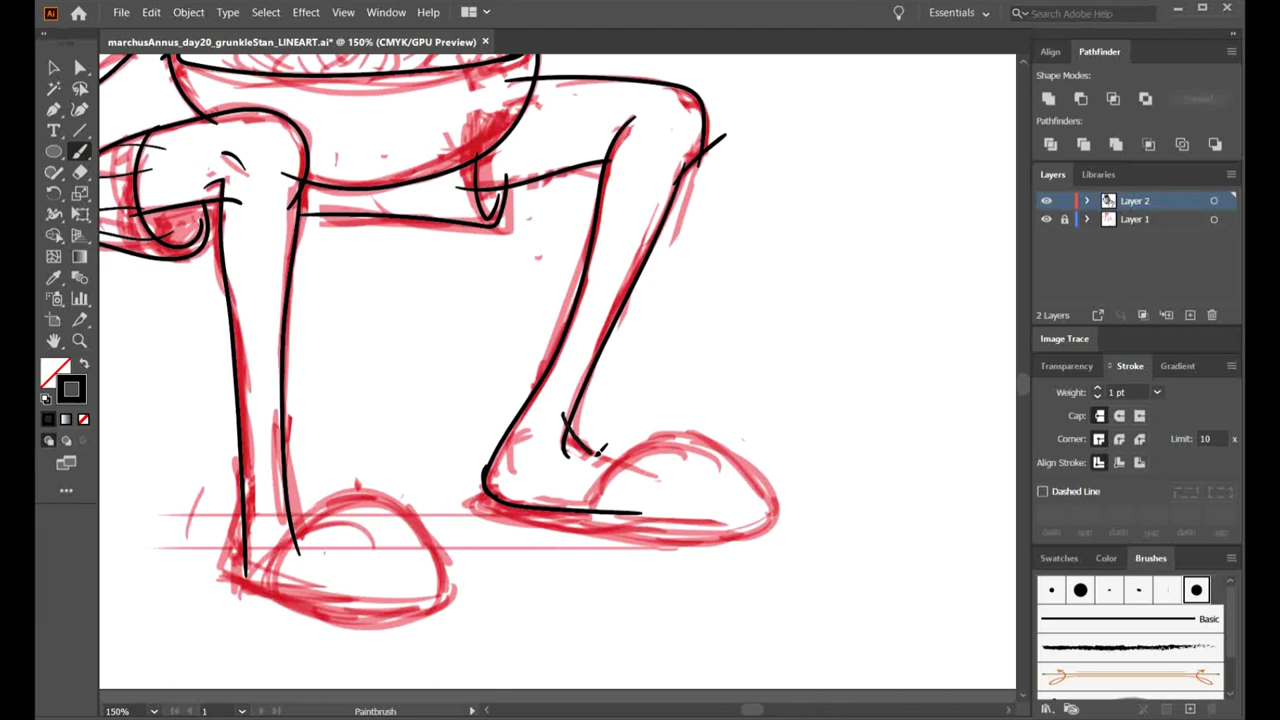 Ai File Edit Object Type Select Effect View Window Help Essentials Search Adobe Help
marchusAnnus_day20_grunkleStan_LINEART.ai* @ 150% (CMYK/GPU Preview) ×
Align Pathfinder
Shape Modes:
Expand
Pathfinders:
Layers Libraries
Layer 2
Layer 1
2 Layers
Image Trace
Transparency Stroke Gradient
Weight: 1 pt
Cap:
Corner: Limit: 10 x
Align Stroke:
Dashed Line
Swatches Color Brushes
Basic
150% 1 Paintbrush